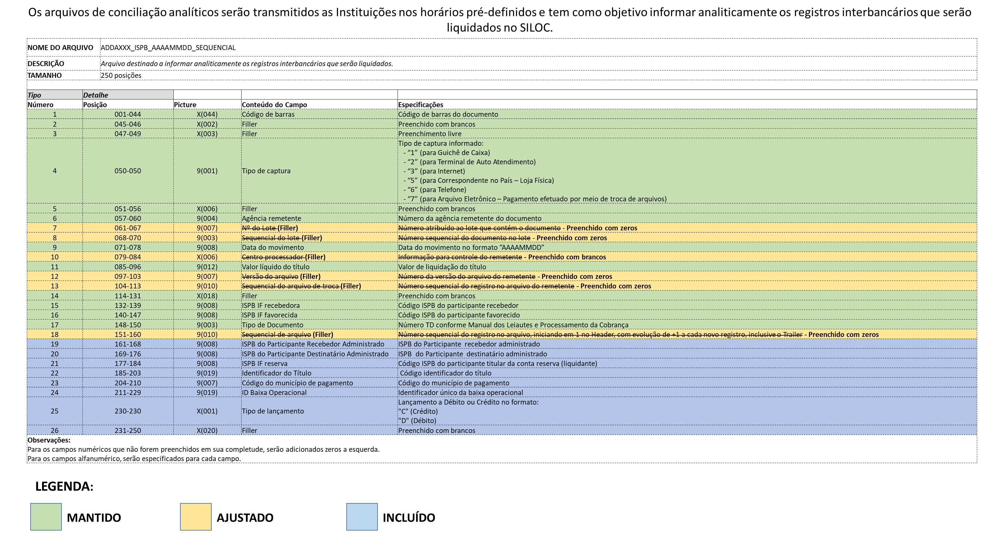 Os arquivos de conciliação analíticos serão transmitidos as Instituições nos horários pré-definidos e tem como objetivo informar analiticamente os registros interbancários que serão
liquidados no SILOC.
NOME DO ARQUIVO ADDAXXX_ISPB_AAAAMMDD_SEQUENCIAL
DESCRIÇÃO Arquivo destinado a informar analiticamente os registros interbancários que serão liquidados.
TAMANHO 250 posições
Tipo Detalhe
Número Posição Picture Conteúdo do Campo Especificações
1 001-044 X(044) Código de barras Código de barras do documento
2 045-046 X(002) Filler Preenchido com brancos
3 047-049 X(003) Filler Preenchimento livre
4 050-050 9(001) Tipo de captura Tipo de captura informado:
- “1” (para Guichê de Caixa)
- “2” (para Terminal de Auto Atendimento)
- “3” (para Internet)
- “5” (para Correspondente no País – Loja Física)
- “6” (para Telefone)
- “7” (para Arquivo Eletrônico – Pagamento efetuado por meio de troca de arquivos)
5 051-056 X(006) Filler Preenchido com brancos
6 057-060 9(004) Agência remetente Número da agência remetente do documento
7 061-067 9(007) Nº do Lote (Filler) Número atribuído ao lote que contém o documento - Preenchido com zeros
8 068-070 9(003) Sequencial do lote (Filler) Número sequencial do documento no lote - Preenchido com zeros
9 071-078 9(008) Data do movimento Data do movimento no formato “AAAAMMDD”
10 079-084 X(006) Centro processador (Filler) Informação para controle do remetente - Preenchido com brancos
11 085-096 9(012) Valor líquido do título Valor de liquidação do título
12 097-103 9(007) Versão do arquivo (Filler) Número da versão do arquivo do remetente - Preenchido com zeros
13 104-113 9(010) Sequencial do arquivo de troca (Filler) Número sequencial do registro no arquivo do remetente - Preenchido com zeros
14 114-131 X(018) Filler Preenchido com brancos
15 132-139 9(008) ISPB IF recebedora Código ISPB do participante recebedor
16 140-147 9(008) ISPB IF favorecida Código ISPB do participante favorecido
17 148-150 9(003) Tipo de Documento Número TD conforme Manual dos Leiautes e Processamento da Cobrança
18 151-160 9(010) Sequencial de arquivo (Filler) Número sequencial do registro no arquivo, iniciando em 1 no Header, com evolução de +1 a cada novo registro, inclusive o Trailer - Preenchido com zeros
19 161-168 9(008) ISPB do Participante Recebedor Administrado ISPB do Participante recebedor administrado
20 169-176 9(008) ISPB do Participante Destinatário Administrado ISPB do Participante destinatário administrado
21 177-184 9(008) ISPB IF reserva Código ISPB do participante titular da conta reserva (liquidante)
22 185-203 9(019) Identificador do Título Código identificador do título
23 204-210 9(007) Código do município de pagamento Código do município de pagamento
24 211-229 9(019) ID Baixa Operacional Identificador único da baixa operacional
25 230-230 X(001) Tipo de lançamento Lançamento a Débito ou Crédito no formato:
"C" (Crédito)
"D" (Débito)
26 231-250 X(020) Filler Preenchido com brancos
Observações:
Para os campos numéricos que não forem preenchidos em sua completude, serão adicionados zeros a esquerda.
Para os campos alfanumérico, serão especificados para cada campo.
LEGENDA:
MANTIDO AJUSTADO INCLUÍDO